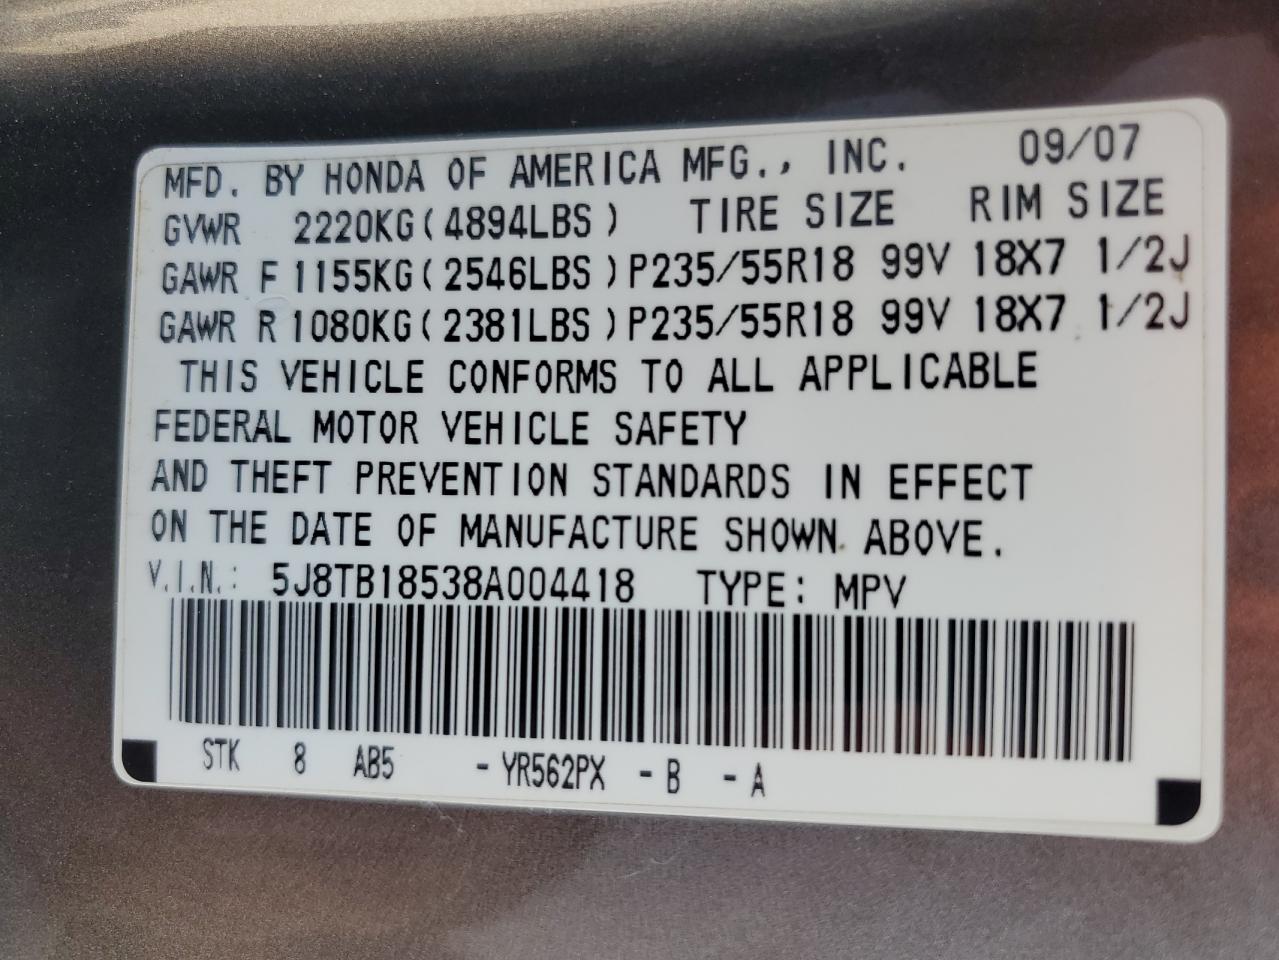 MFD. BY HONDA OF AMERICA MFG., INC. 09/07
GVWR 2220KG(4894LBS) TIRE SIZE RIM SIZE
GAWR F 1155KG(2546LBS)P235/55R18 99V 18X7 1/2J
GAWR R 1080KG(2381LBS)P235/55R18 99V 18X7 1/2J
THIS VEHICLE CONFORMS TO ALL APPLICABLE
FEDERAL MOTOR VEHICLE SAFETY
AND THEFT PREVENTION STANDARDS IN EFFECT
ON THE DATE OF MANUFACTURE SHOWN ABOVE.
V.I.N.: 5J8TB18538A004418 TYPE: MPV
STK 8 AB5 -YR562PX -B -A